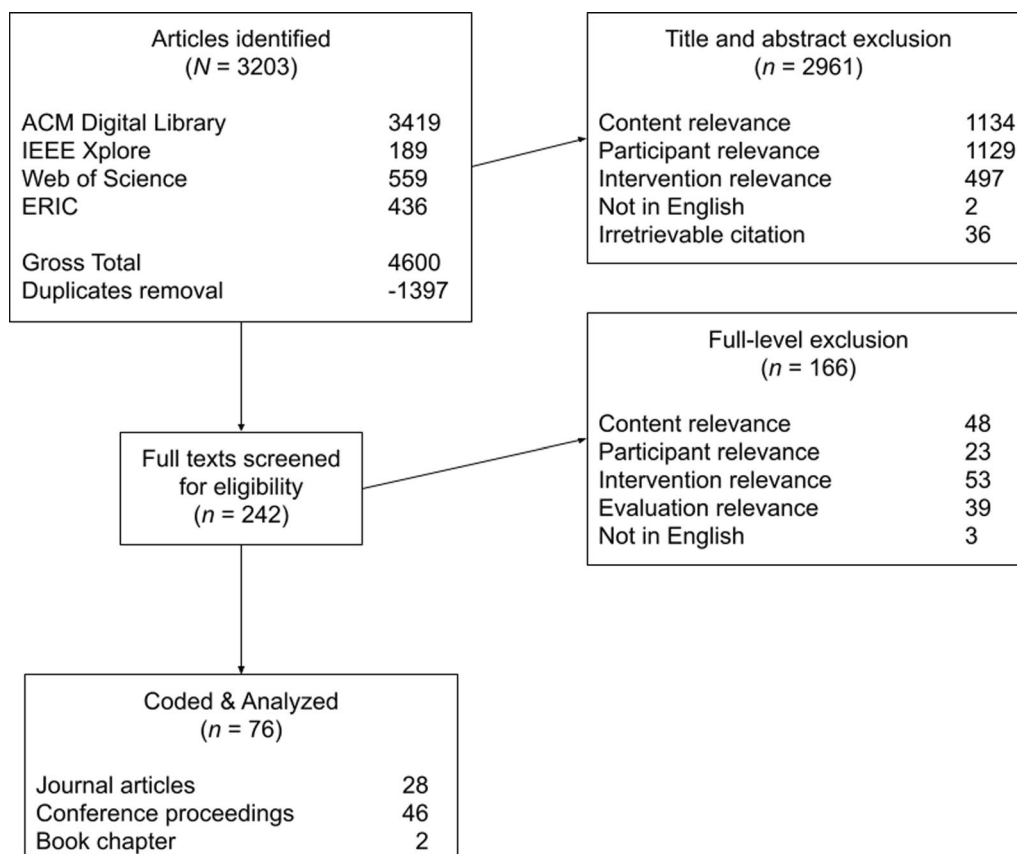 Articles identified
(N = 3203)
ACM Digital Library 3419
IEEE Xplore 189
Web of Science 559
ERIC 436
Gross Total 4600
Duplicates removal -1397
Title and abstract exclusion
(n = 2961)
Content relevance 1134
Participant relevance 1129
Intervention relevance 497
Not in English 2
Irretrievable citation 36
Full texts screened
for eligibility
(n = 242)
Full-level exclusion
(n = 166)
Content relevance 48
Participant relevance 23
Intervention relevance 53
Evaluation relevance 39
Not in English 3
Coded & Analyzed
(n = 76)
Journal articles 28
Conference proceedings 46
Book chapter 2